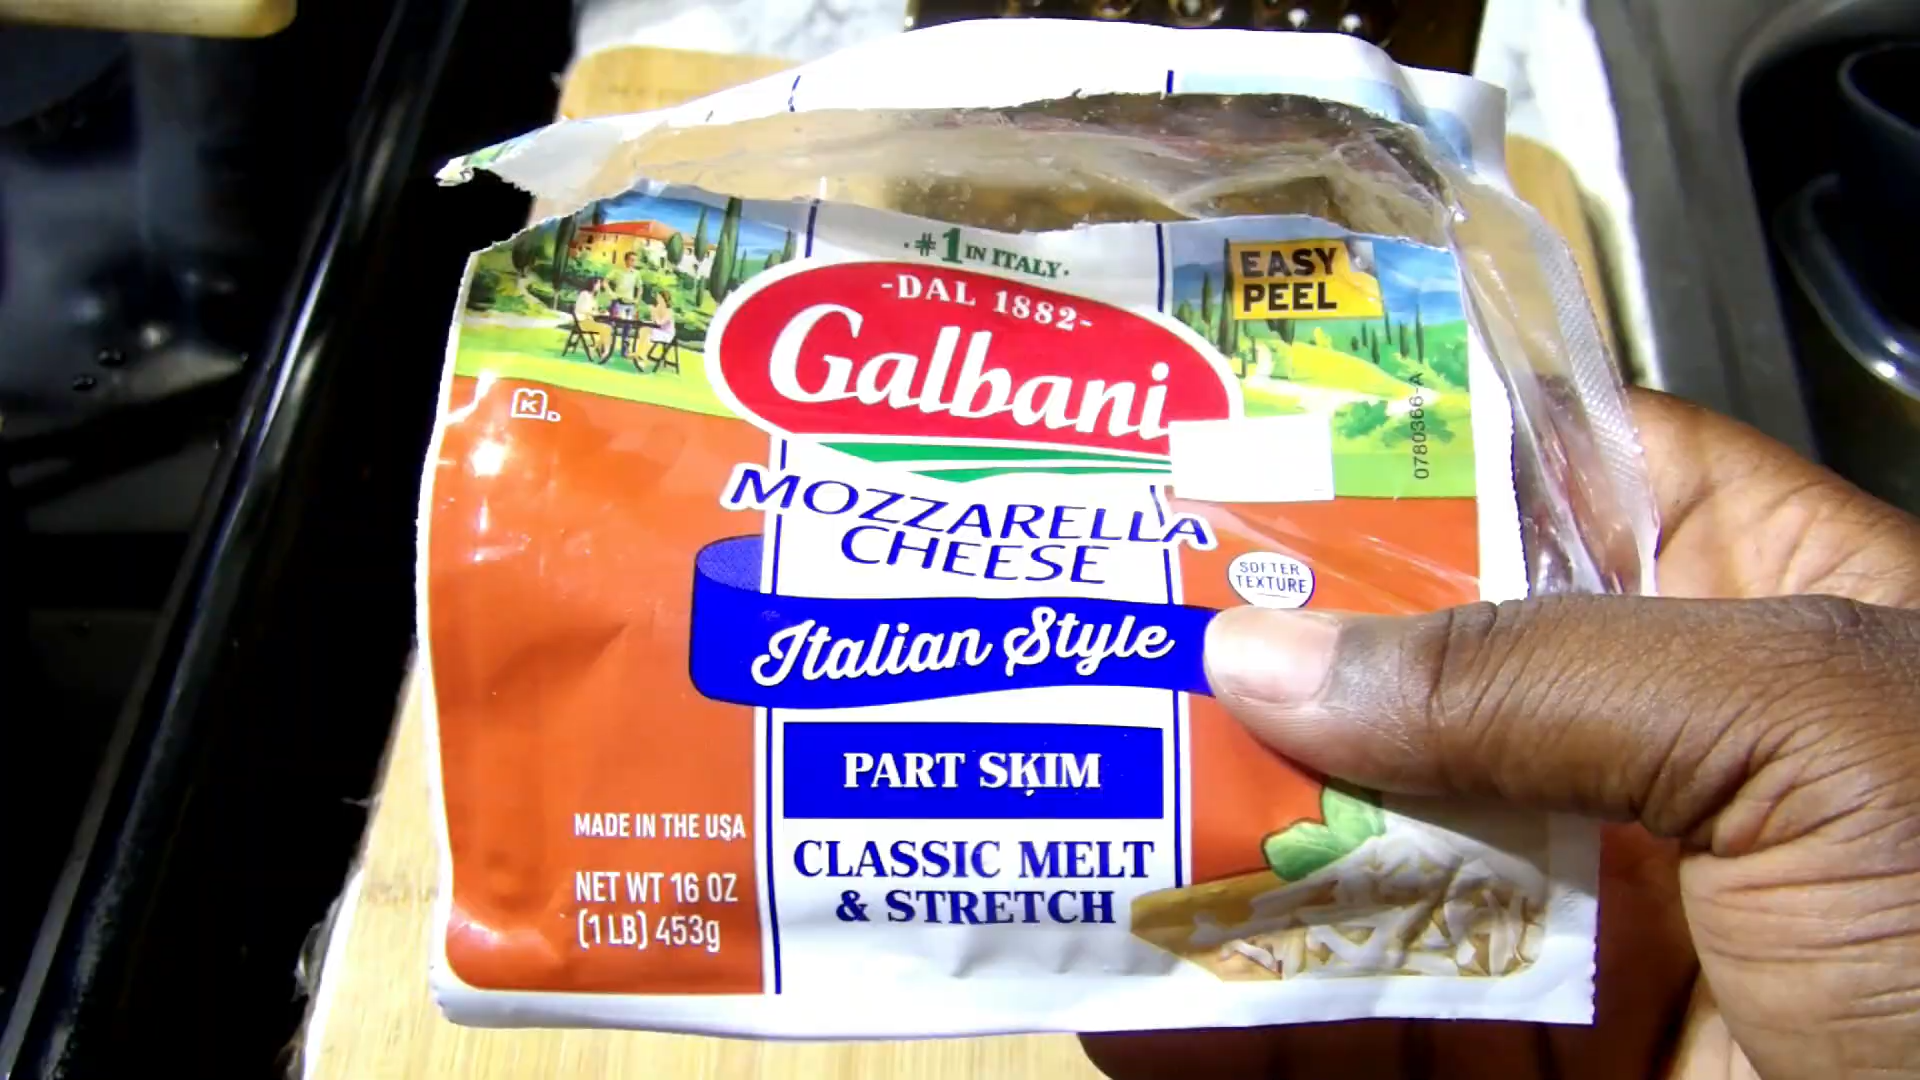 #1 IN ITALY
-DAL 1882-
Galbani
EASY
PEEL
K D
0780366-A
MOZZARELLA
CHEESE
SOFTER
TEXTURE
Italian Style
PART SKIM
MADE IN THE USA
NET WT 16 OZ
(1 LB) 453g
CLASSIC MELT
& STRETCH